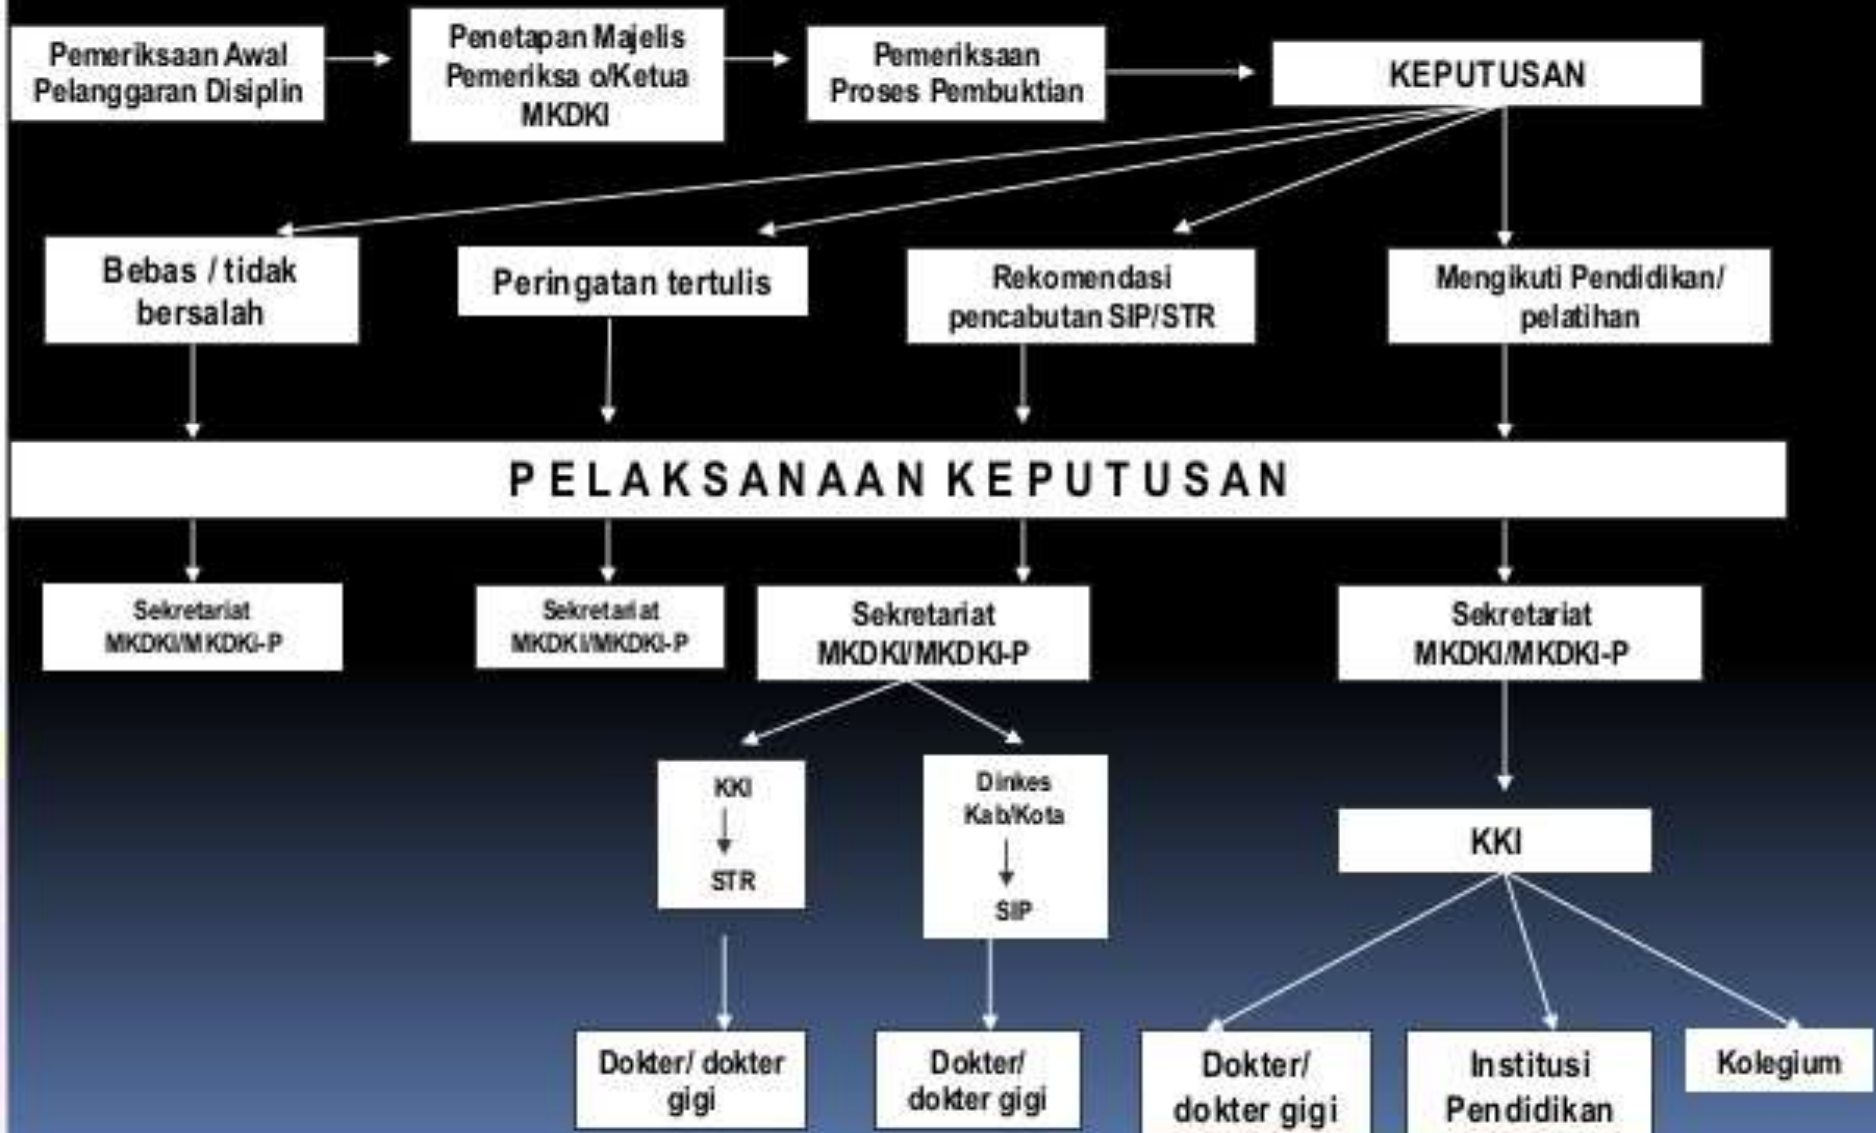 Pemeriksaan Awal
Pelanggaran Disiplin
Penetapan Majelis
Pemeriksa o/Ketua
MKDKI
Pemeriksaan
Proses Pembuktian
KEPUTUSAN
Bebas / tidak
bersalah
Peringatan tertulis
Rekomendasi
pencabutan SIP/STR
Mengikuti Pendidikan/
pelatihan
PELAKSANAAN KEPUTUSAN
Sekretariat
MKDKI/MKDKI-P
Sekretariat
MKDKI/MKDKI-P
Sekretariat
MKDKI/MKDKI-P
Sekretariat
MKDKI/MKDKI-P
KKI
STR
Dinkes
Kab/Kota
SIP
KKI
Dokter/ dokter
gigi
Dokter/
dokter gigi
Dokter/
dokter gigi
Institusi
Pendidikan
Kolegium